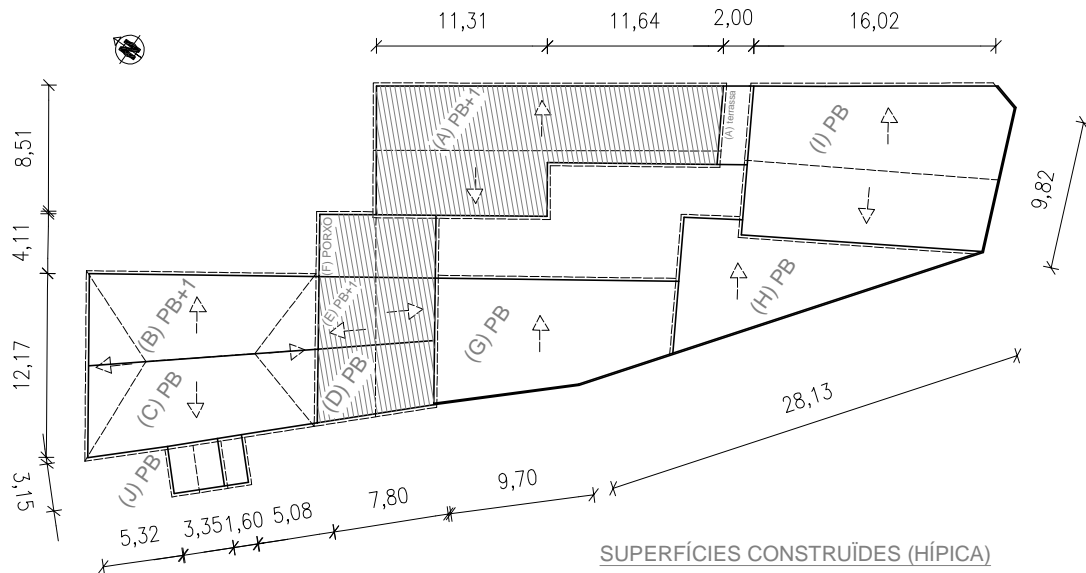 11,31
11,64
2,00
16,02
N
8,51
4,11
12,17
3,15
(A) PB+1
(A) terrassa
(I) PB
9,82
(F) PORXO
(B) PB+1
(E) PB+1
(H) PB
(G) PB
(C) PB
(D) PB
(J) PB
28,13
5,32
3,35
1,60
5,08
7,80
9,70
SUPERFÍCIES CONSTRUÏDES (HÍPICA)